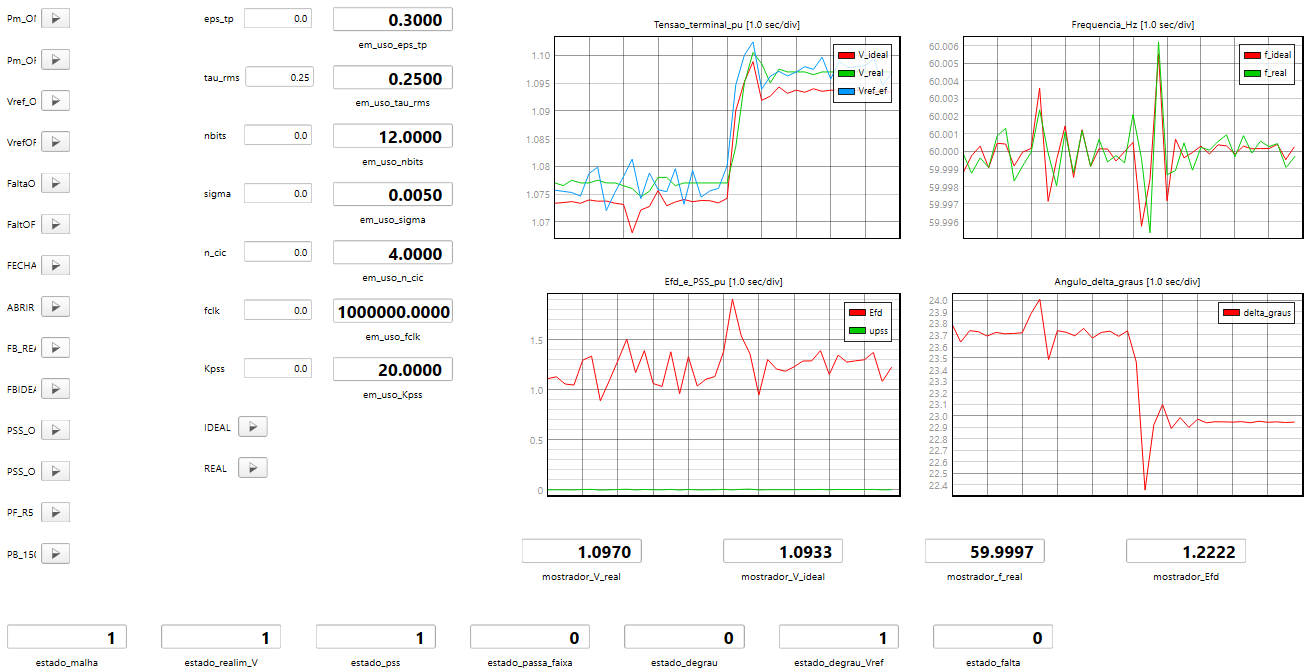 Pm_Of
Pm_Of
Vref_O
VrefOF
FaltaO
FaltOF
FECHA
ABRIR
FB_REA
FBIDEA
PSS_O
PSS_O
PF_R5
PB_150
eps_tp 0.0 0.3000
em_uso_eps_tp
tau_rms 0.25 0.2500
em_uso_tau_rms
nbits 0.0 12.0000
em_uso_nbits
sigma 0.0 0.0050
em_uso_sigma
n_cic 0.0 4.0000
em_uso_n_cic
fclk 0.0 1000000.0000
em_uso_fclk
Kpss 0.0 20.0000
em_uso_Kpss
IDEAL
REAL
Tensao_terminal_pu [1.0 sec/div]
1.10
1.095
1.09
1.085
1.08
1.075
1.07
V_ideal
V_real
Vref_ef
Frequencia_Hz [1.0 sec/div]
60.006
60.005
60.004
60.003
60.001
60.000
59.999
59.998
59.997
59.996
f_ideal
f_real
Efd_e_PSS_pu [1.0 sec/div]
1.5
1.0
0.5
0
Efd
upss
Angulo_delta_graus [1.0 sec/div]
24.0
23.9
23.8
23.7
23.6
23.5
23.4
23.3
23.2
23.1
23.0
22.9
22.8
22.7
22.6
22.5
22.4
delta_graus
1.0970 1.0933 59.9997 1.2222
mostrador_V_real mostrador_V_ideal mostrador_f_real mostrador_Efd
1 1 1 0 0 1 0
estado_malha estado_realim_V estado_pss estado_passa_faixa estado_degrau estado_degrau_Vref estado_falta